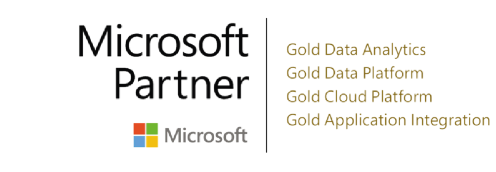 Microsoft
Partner
Microsoft
Gold Data Analytics
Gold Data Platform
Gold Cloud Platform
Gold Application Integration